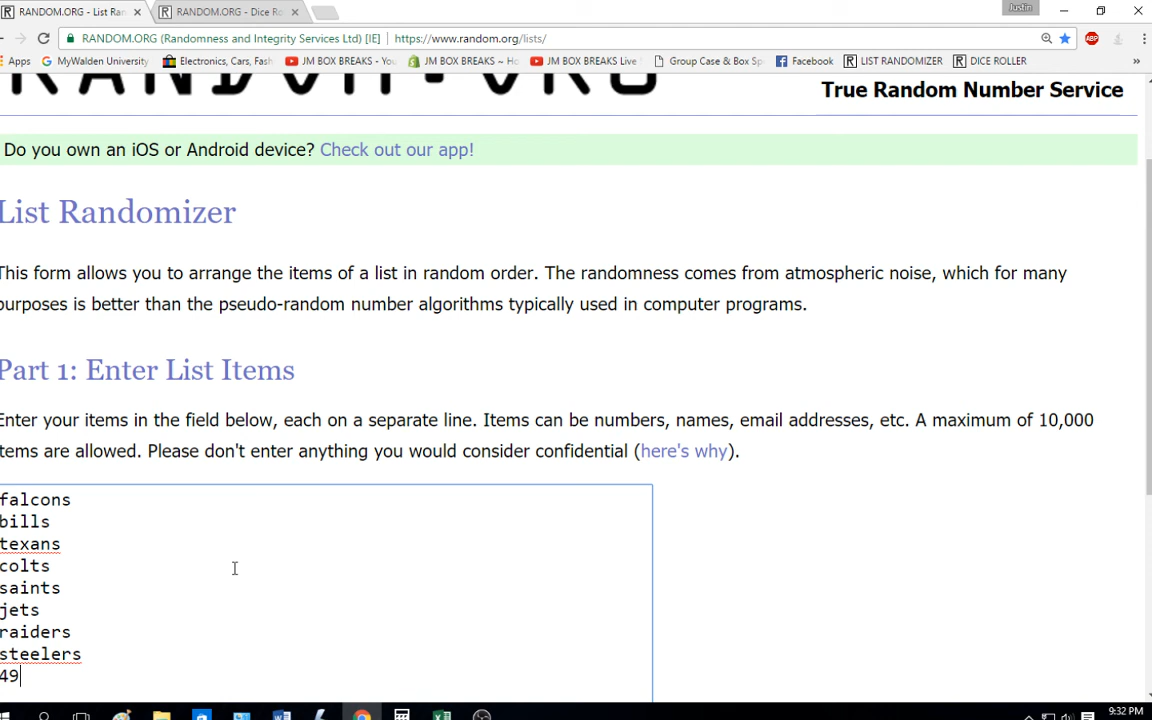 RANDOM.ORG - List Ran
RANDOM.ORG - Dice Ro
Justin
RANDOM.ORG (Randomness and Integrity Services Ltd) [IE]
https://www.random.org/lists/
ABP
Apps
MyWalden University
Electronics, Cars, Fash
JM BOX BREAKS - You
JM BOX BREAKS ~ Ho
JM BOX BREAKS Live
Group Case & Box Sp
Facebook
LIST RANDOMIZER
DICE ROLLER
»
RANDOM.ORG
True Random Number Service
Do you own an iOS or Android device? Check out our app!
List Randomizer
This form allows you to arrange the items of a list in random order. The randomness comes from atmospheric noise, which for many
purposes is better than the pseudo-random number algorithms typically used in computer programs.
Part 1: Enter List Items
Enter your items in the field below, each on a separate line. Items can be numbers, names, email addresses, etc. A maximum of 10,000
items are allowed. Please don't enter anything you would consider confidential (here's why).
falcons
bills
texans
colts
saints
jets
raiders
steelers
49
9:32 PM